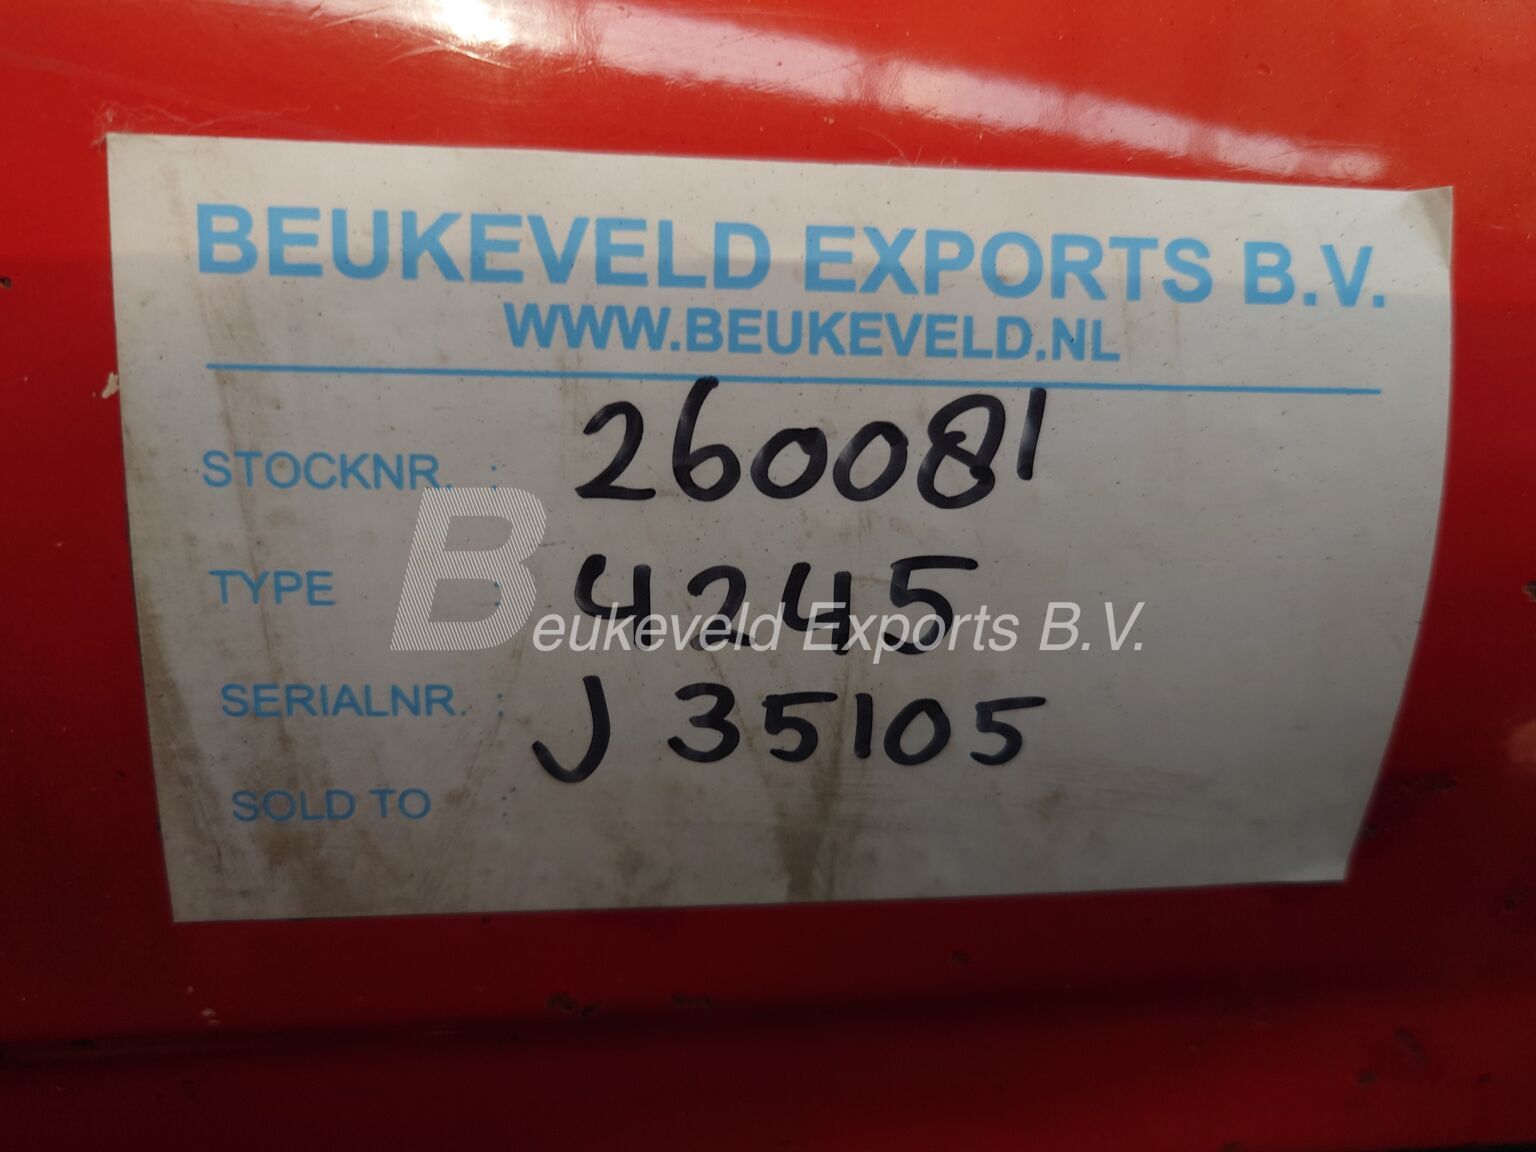 BEUKEVELD EXPORTS B.V.
WWW.BEUKEVELD.NL
STOCKNR. : 260081
TYPE : 4245
Beukeveld Exports B.V.
SERIALNR. : J 35105
SOLD TO